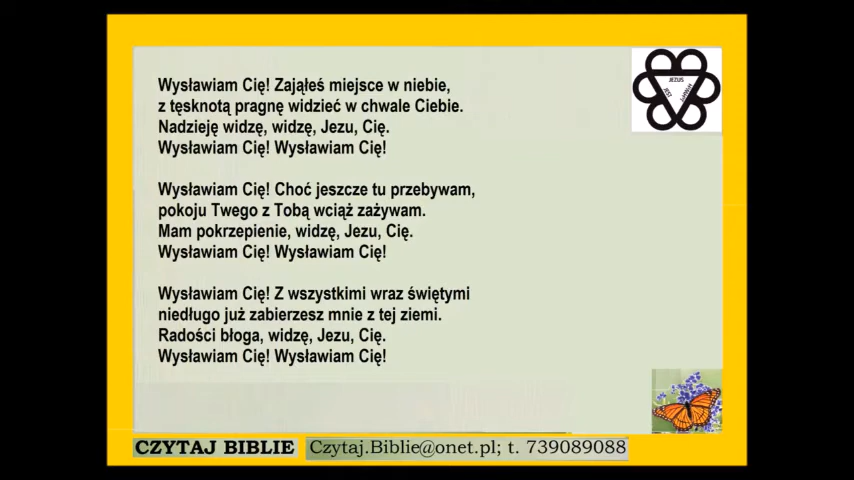 Wysławiam Cię! Zająłeś miejsce w niebie,
z tęsknotą pragnę widzieć w chwale Ciebie.
Nadzieję widzę, widzę, Jezu, Cię.
Wysławiam Cię! Wysławiam Cię!
Wysławiam Cię! Choć jeszcze tu przebywam,
pokoju Twego z Tobą wciąż zażywam.
Mam pokrzepienie, widzę, Jezu, Cię.
Wysławiam Cię! Wysławiam Cię!
Wysławiam Cię! Z wszystkimi wraz świętymi
niedługo już zabierzesz mnie z tej ziemi.
Radości błoga, widzę, Jezu, Cię.
Wysławiam Cię! Wysławiam Cię!
JEZUS
JEST
CZYTAJ BIBLIE Czytaj.Biblie@onet.pl; t. 739089088